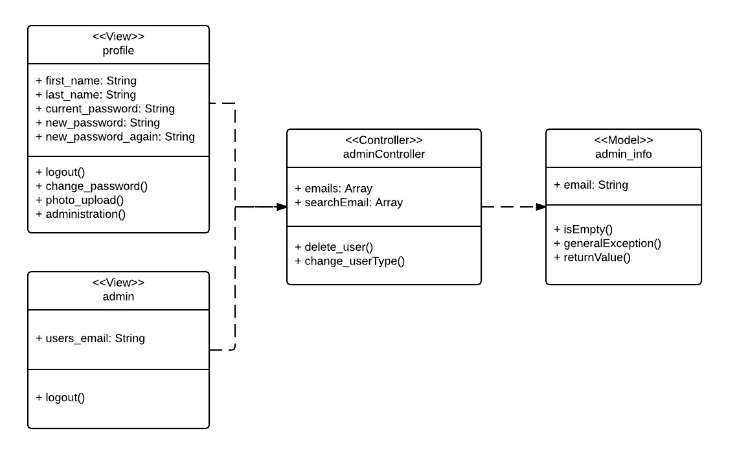 <<View>>
profile
+ first_name: String
+ last_name: String
+ current_password: String
+ new_password: String
+ new_password_again: String
+ logout()
+ change_password()
+ photo_upload()
+ administration()
<<Controller>>
adminController
+ emails: Array
+ searchEmail: Array
+ delete_user()
+ change_userType()
<<Model>>
admin_info
+ email: String
+ isEmpty()
+ generalException()
+ returnValue()
<<View>>
admin
+ users_email: String
+ logout()